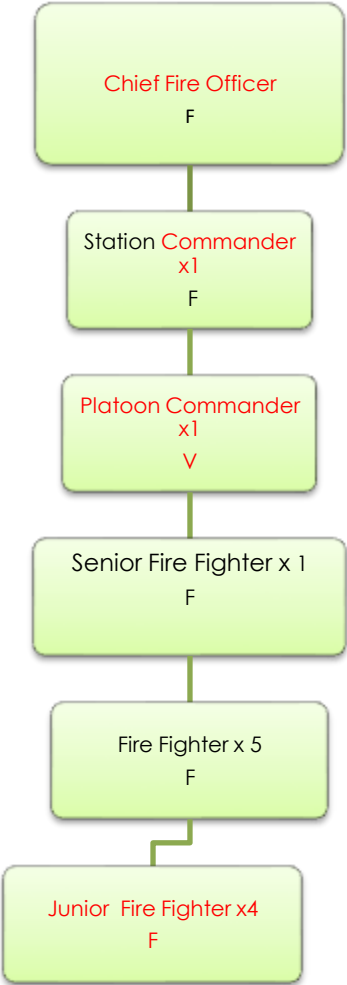 Chief Fire Officer
F
Station Commander
x1
F
Platoon Commander
x1
V
Senior Fire Fighter x 1
F
Fire Fighter x 5
F
Junior Fire Fighter x4
F